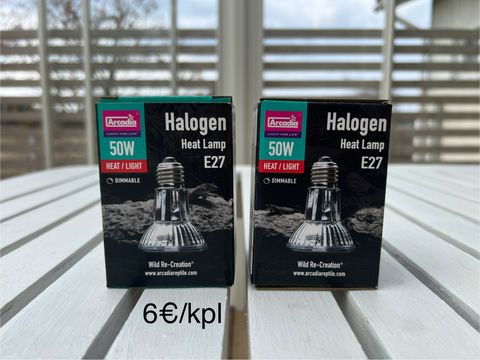 Arcadia
LIGHT FOR LIFE
50W
HEAT / LIGHT
DIMMABLE
Halogen
Heat Lamp
E27
Wild Re-Creation®
www.arcadiareptile.com
Arcadia
LIGHT FOR LIFE
50W
HEAT / LIGHT
DIMMABLE
Halogen
Heat Lamp
E27
Wild Re-Creation®
www.arcadiareptile.com
6€/kpl